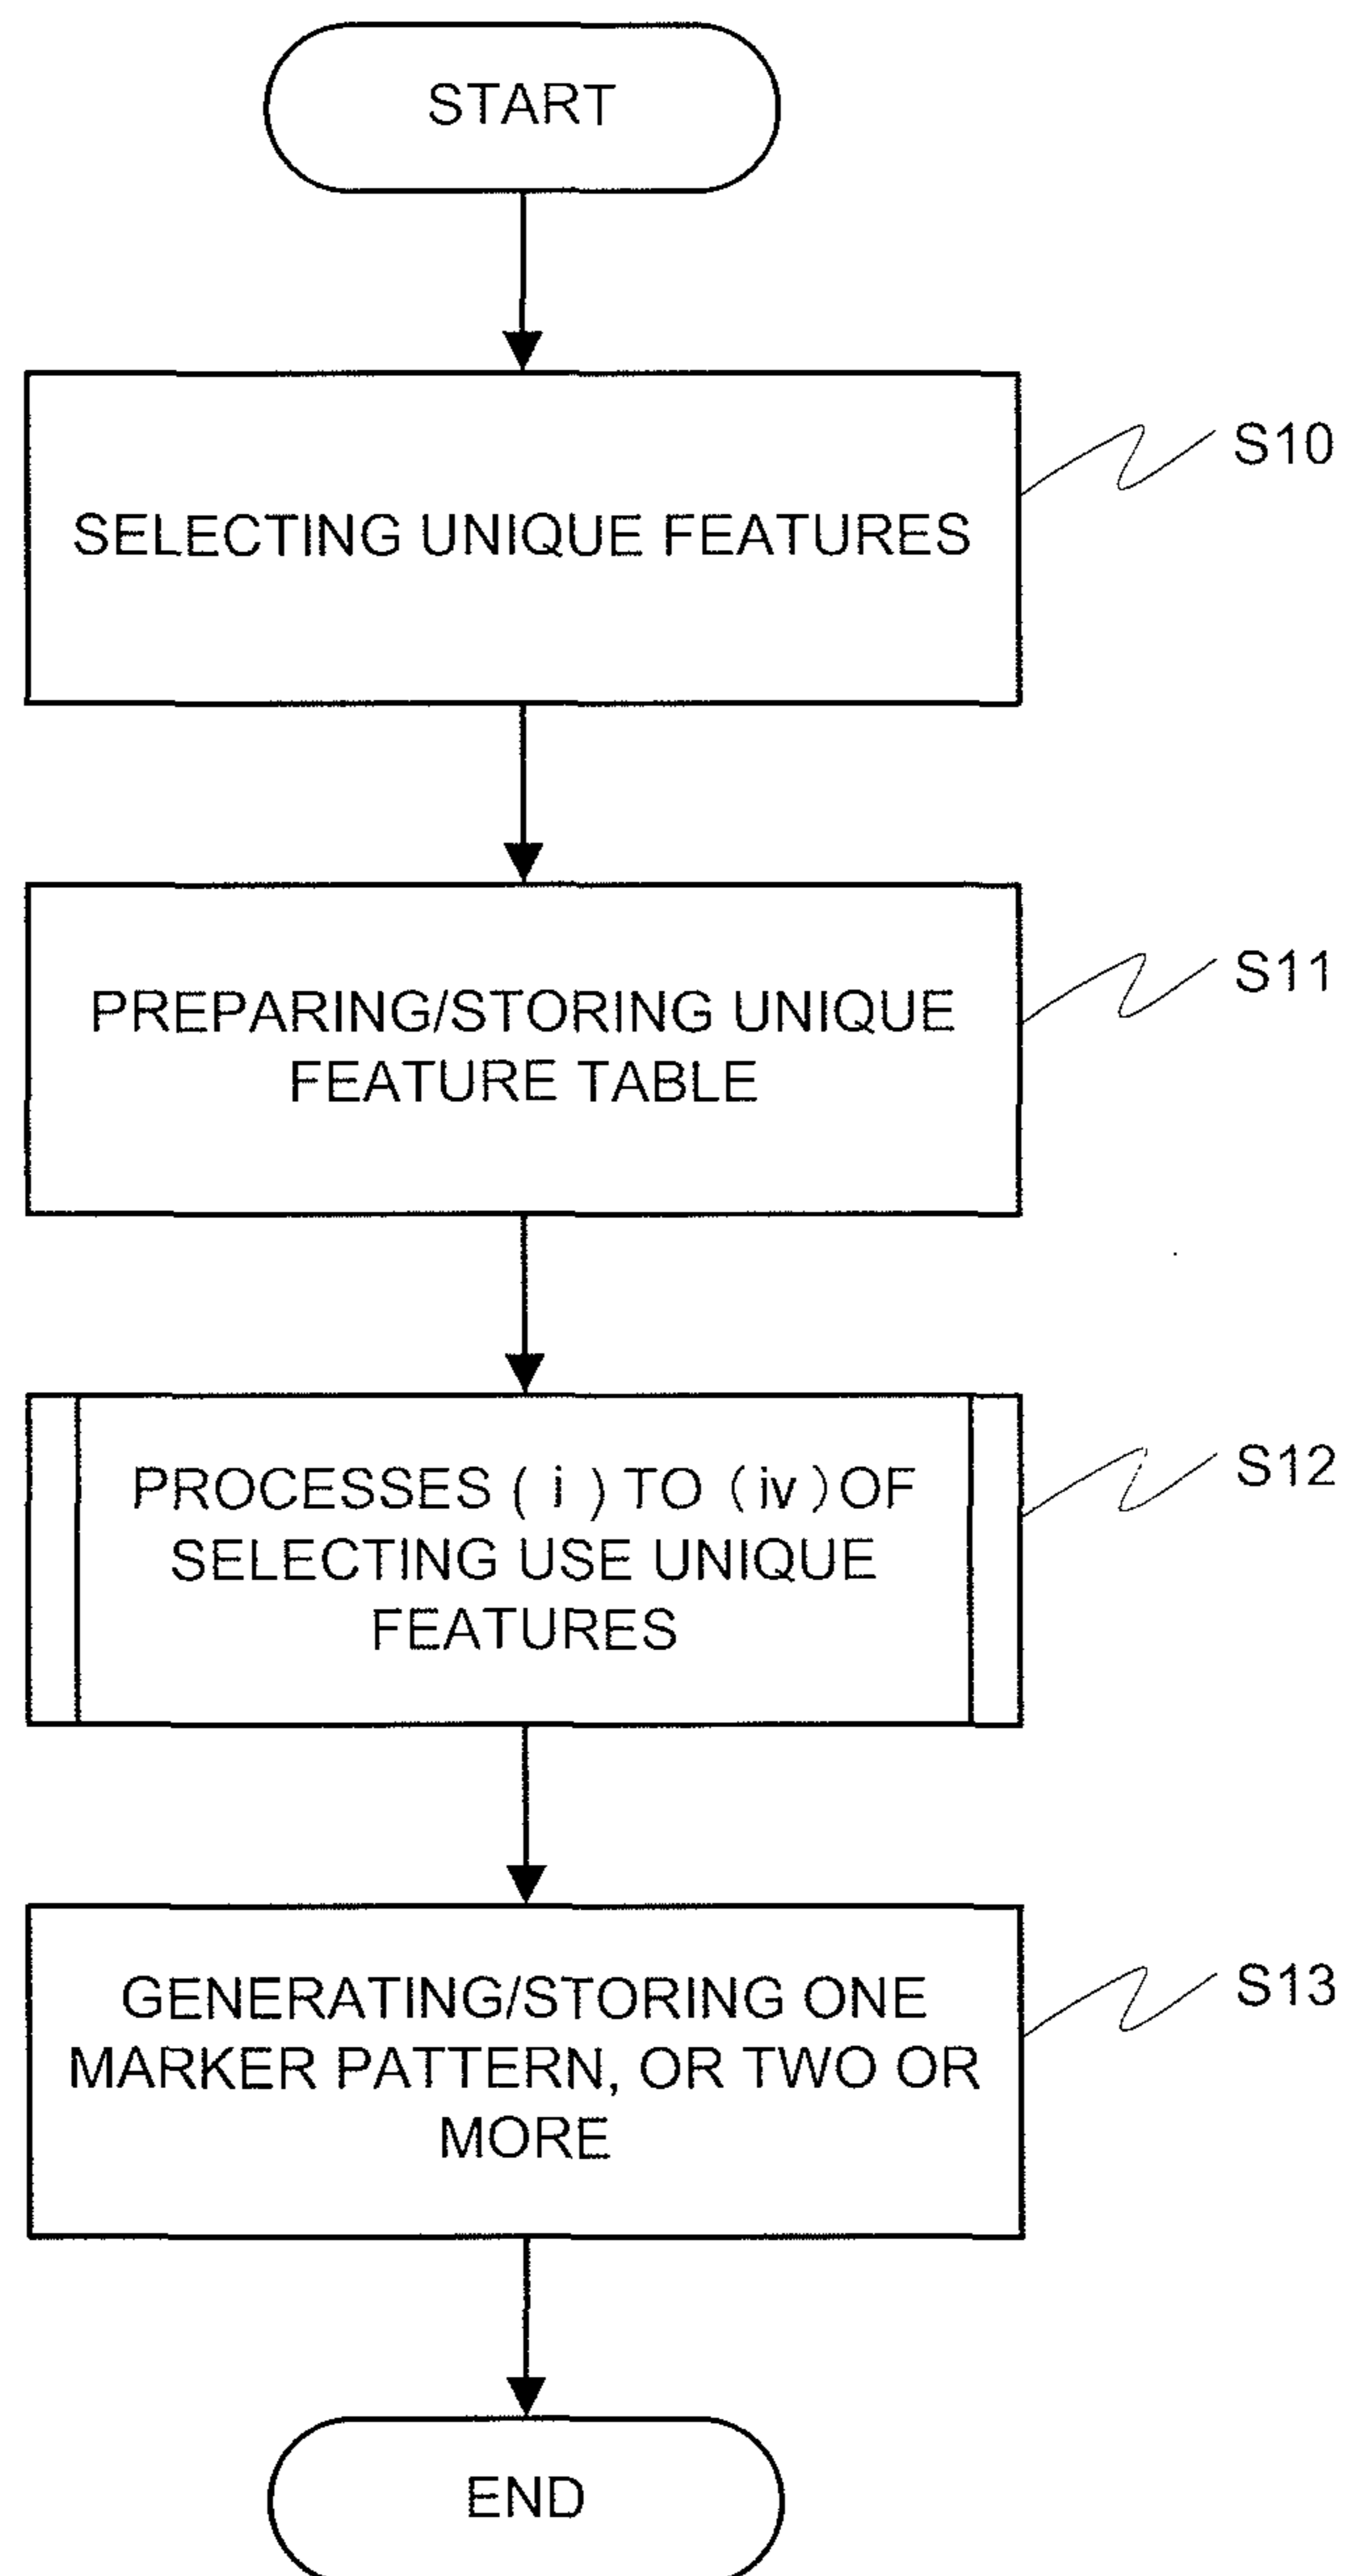 START
SELECTING UNIQUE FEATURES
S10
PREPARING/STORING UNIQUE
FEATURE TABLE
S11
PROCESSES (i) TO (iv) OF
SELECTING USE UNIQUE
FEATURES
S12
GENERATING/STORING ONE
MARKER PATTERN, OR TWO OR
MORE
S13
END